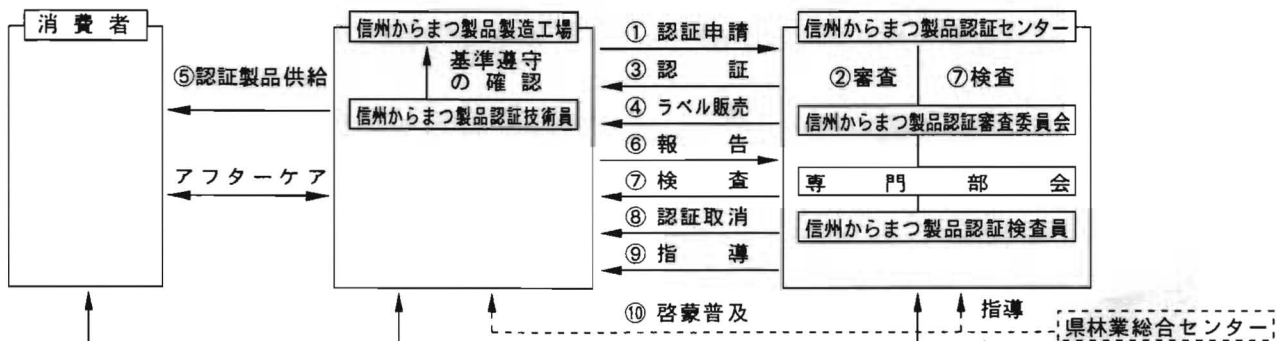 消費者
⑤認証製品供給
アフターケア
信州からまつ製品製造工場
基準遵守
の確認
信州からまつ製品認証技術員
① 認証申請
③ 認証
④ ラベル販売
⑥ 報告
⑦ 検査
⑧ 認証取消
⑨ 指導
⑩ 啓蒙普及
信州からまつ製品認証センター
②審査 ⑦検査
信州からまつ製品認証審査委員会
専門部会
信州からまつ製品認証検査員
指導
県林業総合センター